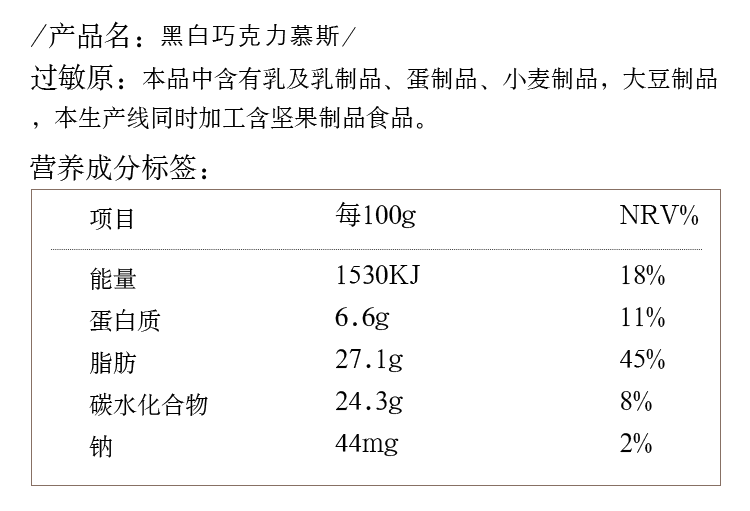 /产品名：黑白巧克力慕斯/
过敏原：本品中含有乳及乳制品、蛋制品、小麦制品，大豆制品
，本生产线同时加工含坚果制品食品。
营养成分标签：
项目 每100g NRV%
能量 1530KJ 18%
蛋白质 6.6g 11%
脂肪 27.1g 45%
碳水化合物 24.3g 8%
钠 44mg 2%